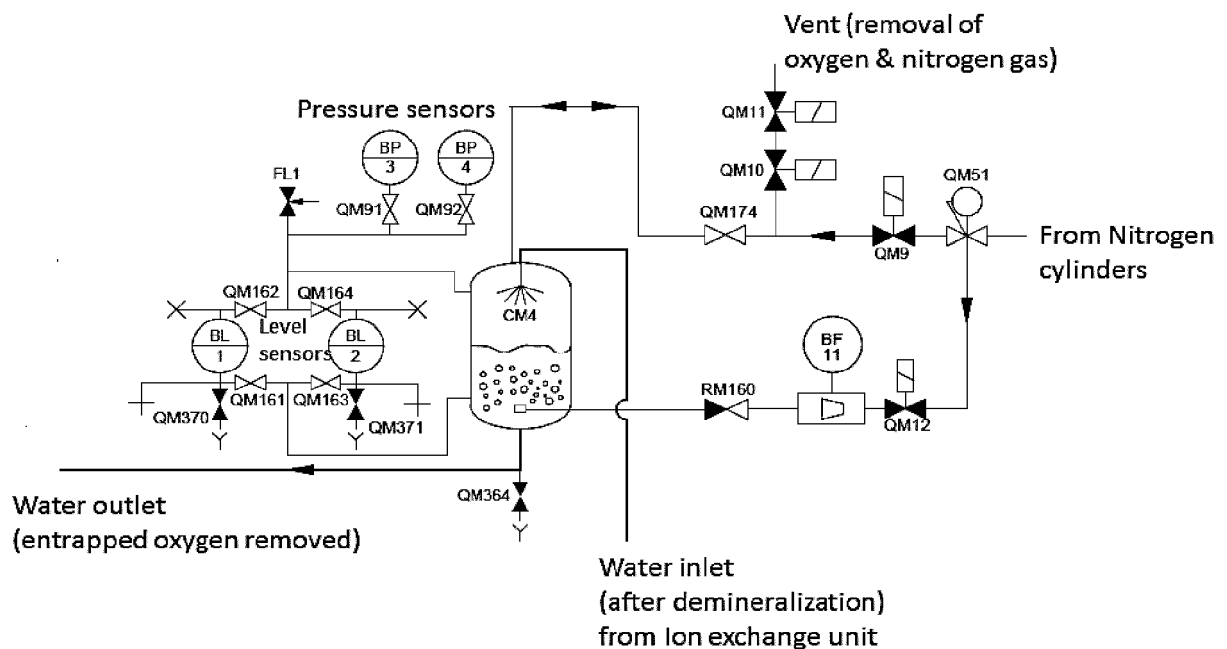 Vent (removal of
oxygen & nitrogen gas)
Pressure sensors
QM11
BP
3
BP
4
FL1
QM10
QM51
QM91
QM92
QM174
QM9
From Nitrogen
cylinders
QM162
QM164
CM4
Level
sensors
BL
1
BL
2
BF
11
RM160
QM161
QM163
QM12
QM370
QM371
QM364
Water outlet
(entrapped oxygen removed)
Water inlet
(after demineralization)
from Ion exchange unit